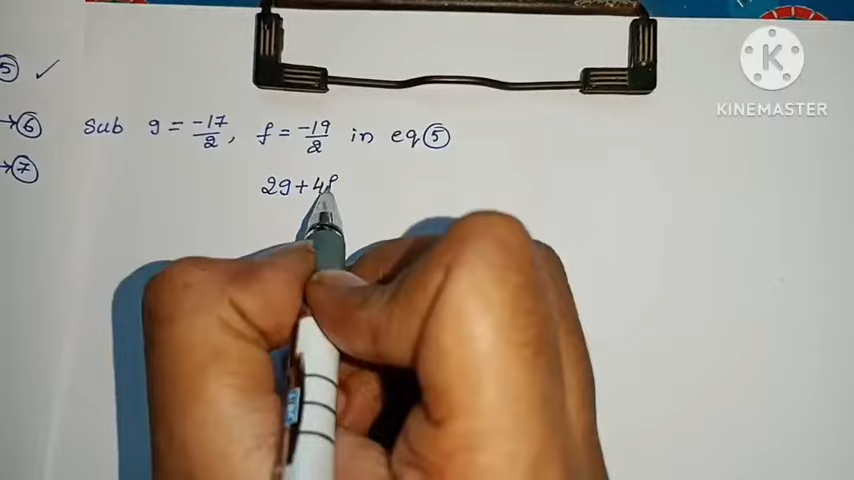 ⑤ ✓
→⑥ Sub g = -17/2, f = -19/2 in eq⑤
→⑦
2g + 4f
KINEMASTER